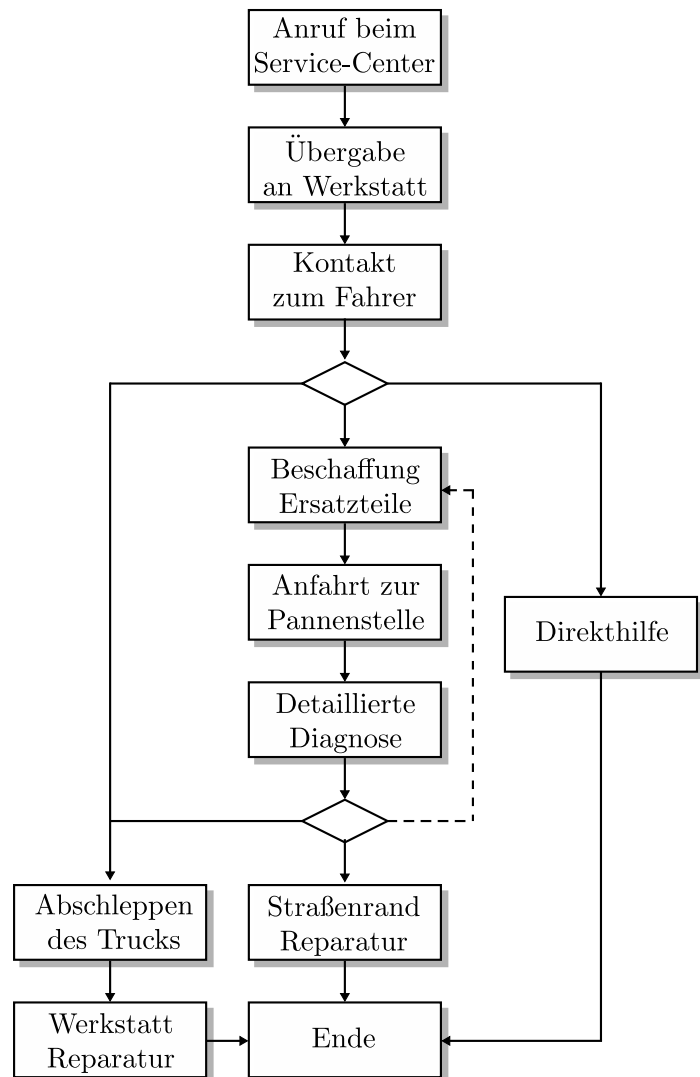 Anruf beim
Service-Center
Übergabe
an Werkstatt
Kontakt
zum Fahrer
Beschaffung
Ersatzteile
Anfahrt zur
Pannenstelle
Direkthilfe
Detaillierte
Diagnose
Abschleppen
des Trucks
Straßenrand
Reparatur
Werkstatt
Reparatur
Ende